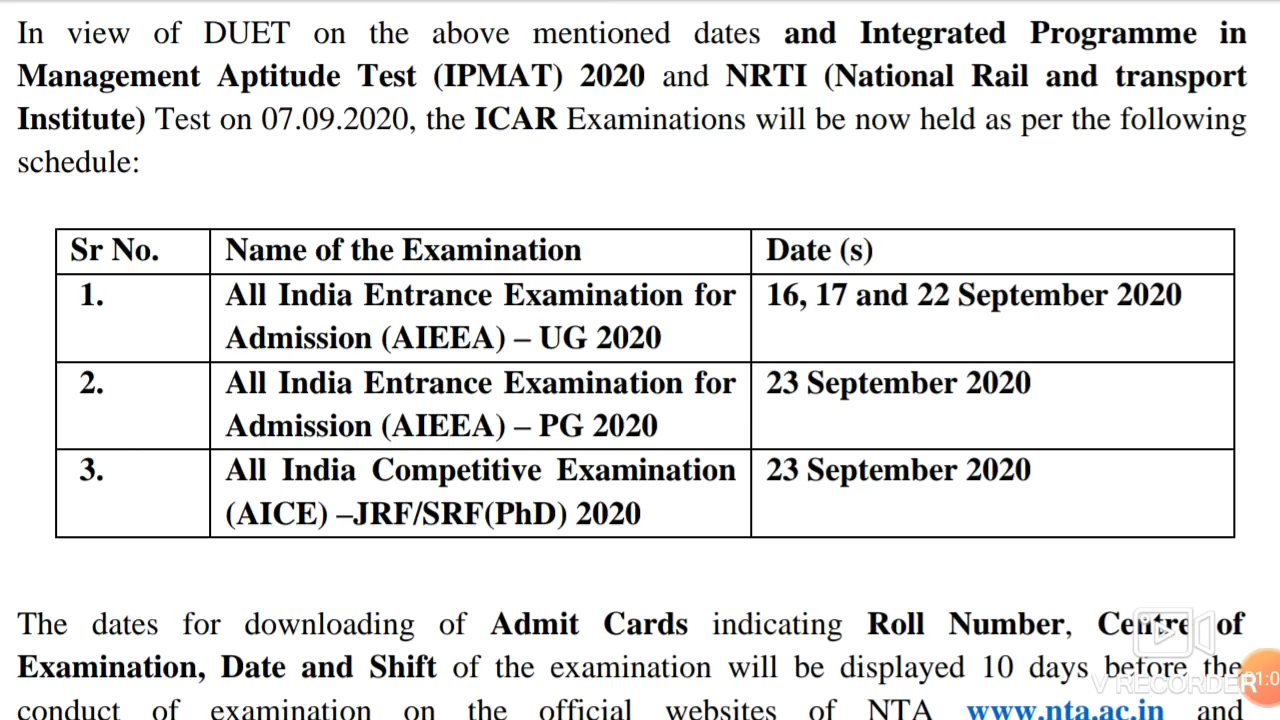 In view of DUET on the above mentioned dates and Integrated Programme in
Management Aptitude Test (IPMAT) 2020 and NRTI (National Rail and transport
Institute) Test on 07.09.2020, the ICAR Examinations will be now held as per the following
schedule:
Sr No. Name of the Examination Date (s)
1. All India Entrance Examination for 16, 17 and 22 September 2020
Admission (AIEEA) – UG 2020
2. All India Entrance Examination for 23 September 2020
Admission (AIEEA) – PG 2020
3. All India Competitive Examination 23 September 2020
(AICE) –JRF/SRF(PhD) 2020
The dates for downloading of Admit Cards indicating Roll Number, Centre of
Examination, Date and Shift of the examination will be displayed 10 days before the
V RECORDER
conduct of examination on the official websites of NTA www.nta.ac.in and